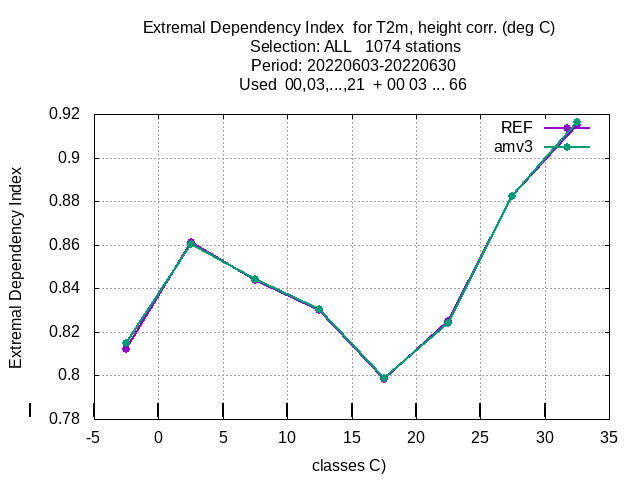 Extremal Dependency Index for T2m, height corr. (deg C)
Selection: ALL 1074 stations
Period: 20220603-20220630
Used 00,03,...,21 + 00 03 ... 66
REF
amv3
Extremal Dependency Index
0.92
0.9
0.88
0.86
0.84
0.82
0.8
0.78
-5 0 5 10 15 20 25 30 35
classes C)